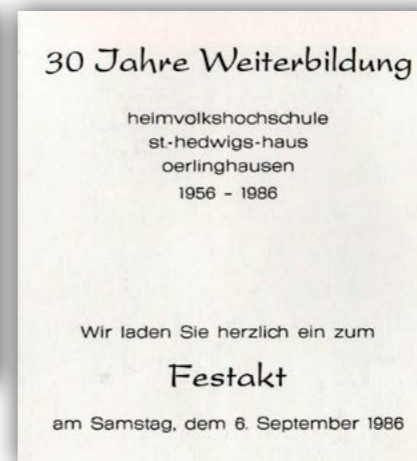 30 Jahre Weiterbildung
heimvolkshochschule
st.-hedwigs-haus
oerlinghausen
1956 - 1986
Wir laden Sie herzlich ein zum
Festakt
am Samstag, dem 6. September 1986